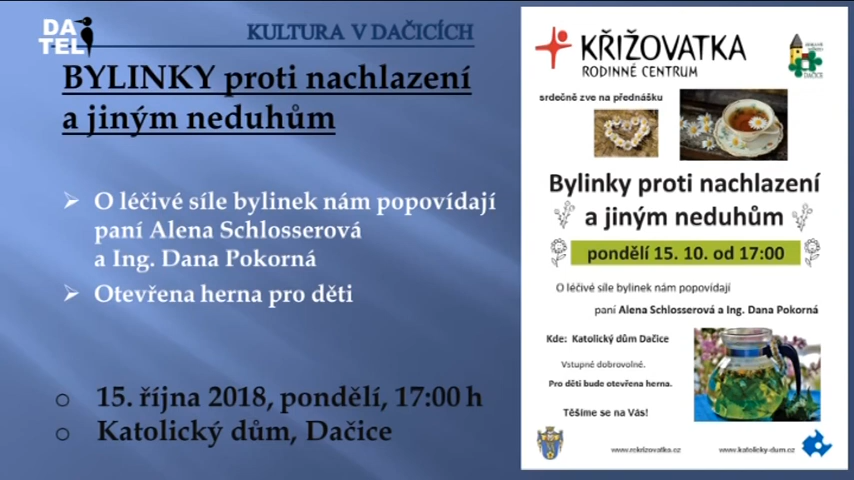 DA
TEL
KULTURA V DAČICÍCH
BYLINKY proti nachlazení
a jiným neduhům
O léčivé síle bylinek nám popovídají
paní Alena Schlosserová
a Ing. Dana Pokorná
Otevřena herna pro děti
15. října 2018, pondělí, 17:00 h
Katolický dům, Dačice
KŘIŽOVATKA
RODINNÉ CENTRUM
DAČICE
srdečně zve na přednášku
Bylinky proti nachlazení
a jiným neduhům
pondělí 15. 10. od 17:00
O léčivé síle bylinek nám popovídají
paní Alena Schlosserová a Ing. Dana Pokorná
Kde: Katolický dům Dačice
Vstupné dobrovolné.
Pro děti bude otevřena herna.
Těšíme se na Vás!
www.rckrizovatka.cz
www.katolicky-dum.cz